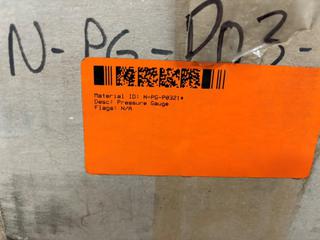 N-PG-P03-
Material ID: N-PG-P0321*
Desc: Pressure Gauge
Flags: N/A